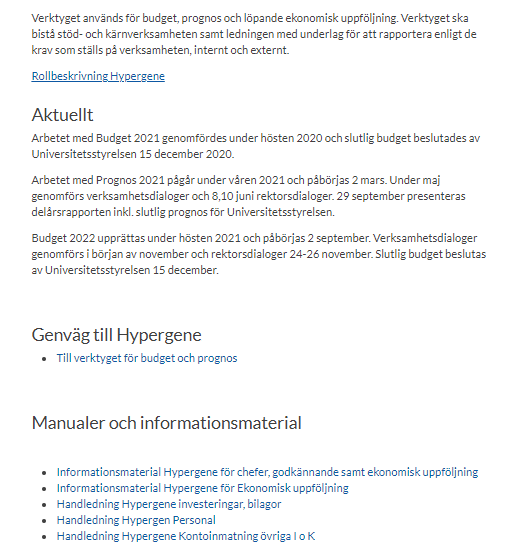 Verktyget används för budget, prognos och löpande ekonomisk uppföljning. Verktyget ska
bistå stöd- och kärnverksamheten samt ledningen med underlag för att rapportera enligt de
krav som ställs på verksamheten, internt och externt.
Rollbeskrivning Hypergene
Aktuellt
Arbetet med Budget 2021 genomfördes under hösten 2020 och slutlig budget beslutades av
Universitetsstyrelsen 15 december 2020.
Arbetet med Prognos 2021 pågår under våren 2021 och påbörjas 2 mars. Under maj
genomförs verksamhetsdialoger och 8,10 juni rektorsdialoger. 29 september presenteras
delårsrapporten inkl. slutlig prognos för Universitetsstyrelsen.
Budget 2022 upprättas under hösten 2021 och påbörjas 2 september. Verksamhetsdialoger
genomförs i början av november och rektorsdialoger 24-26 november. Slutlig budget beslutas
av Universitetsstyrelsen 15 december.
Genväg till Hypergene
• Till verktyget för budget och prognos
Manualer och informationsmaterial
• Informationsmaterial Hypergene för chefer, godkännande samt ekonomisk uppföljning
• Informationsmaterial Hypergene för Ekonomisk uppföljning
• Handledning Hypergene investeringar, bilagor
• Handledning Hypergen Personal
• Handledning Hypergene Kontoinmatning övriga I o K